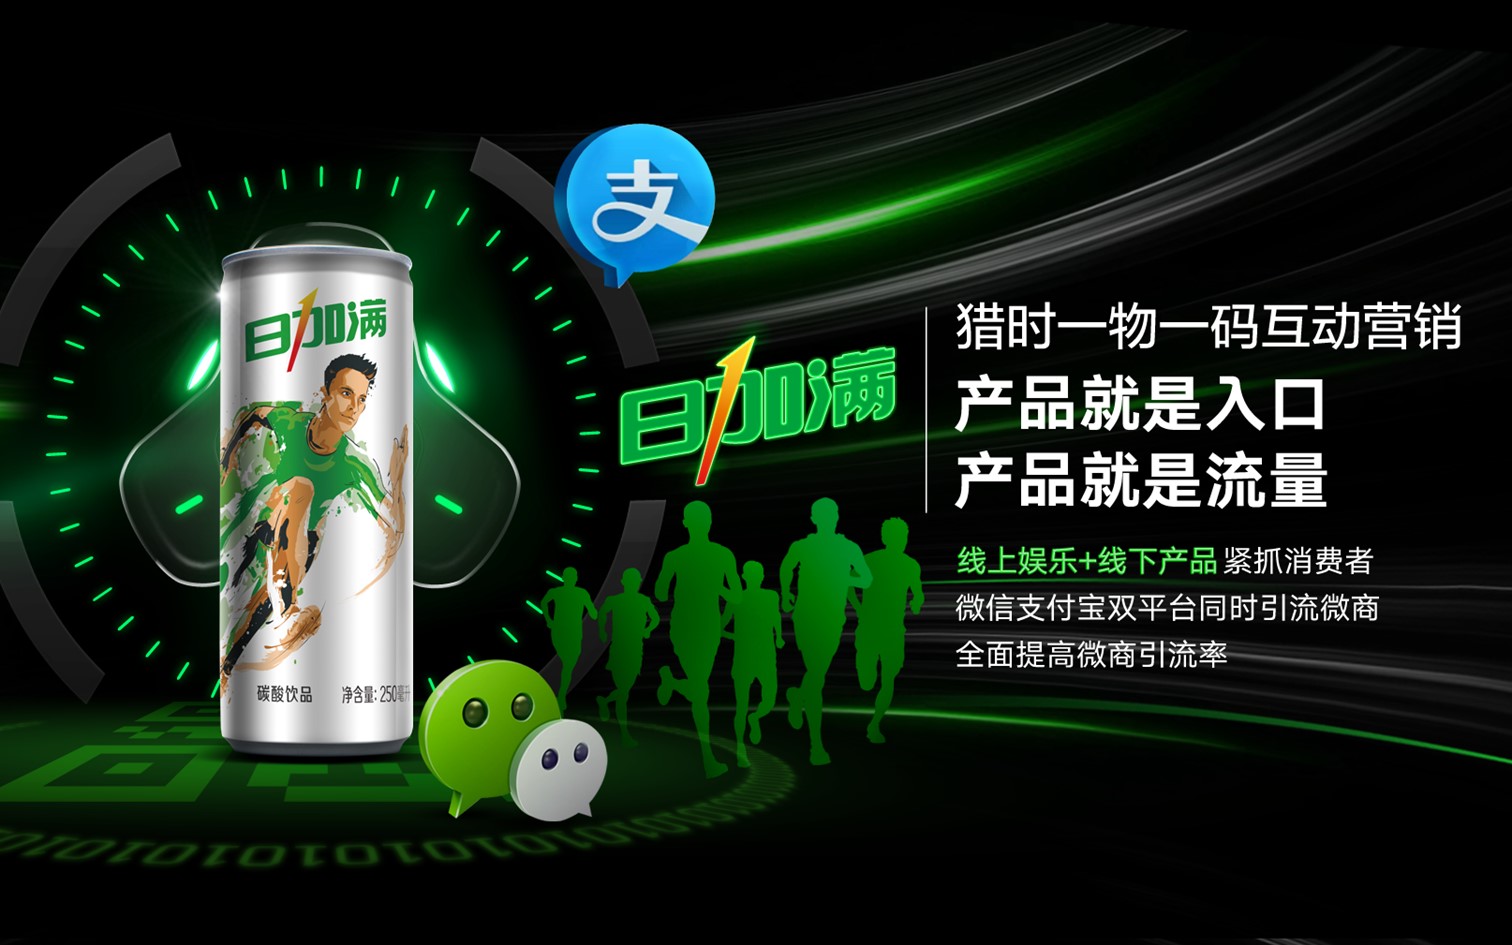 支
日加满
碳酸饮品 净含量:250毫升
日加满
猎时一物一码互动营销
产品就是入口
产品就是流量
线上娱乐+线下产品 紧抓消费者
微信支付宝双平台同时引流微商
全面提高微商引流率